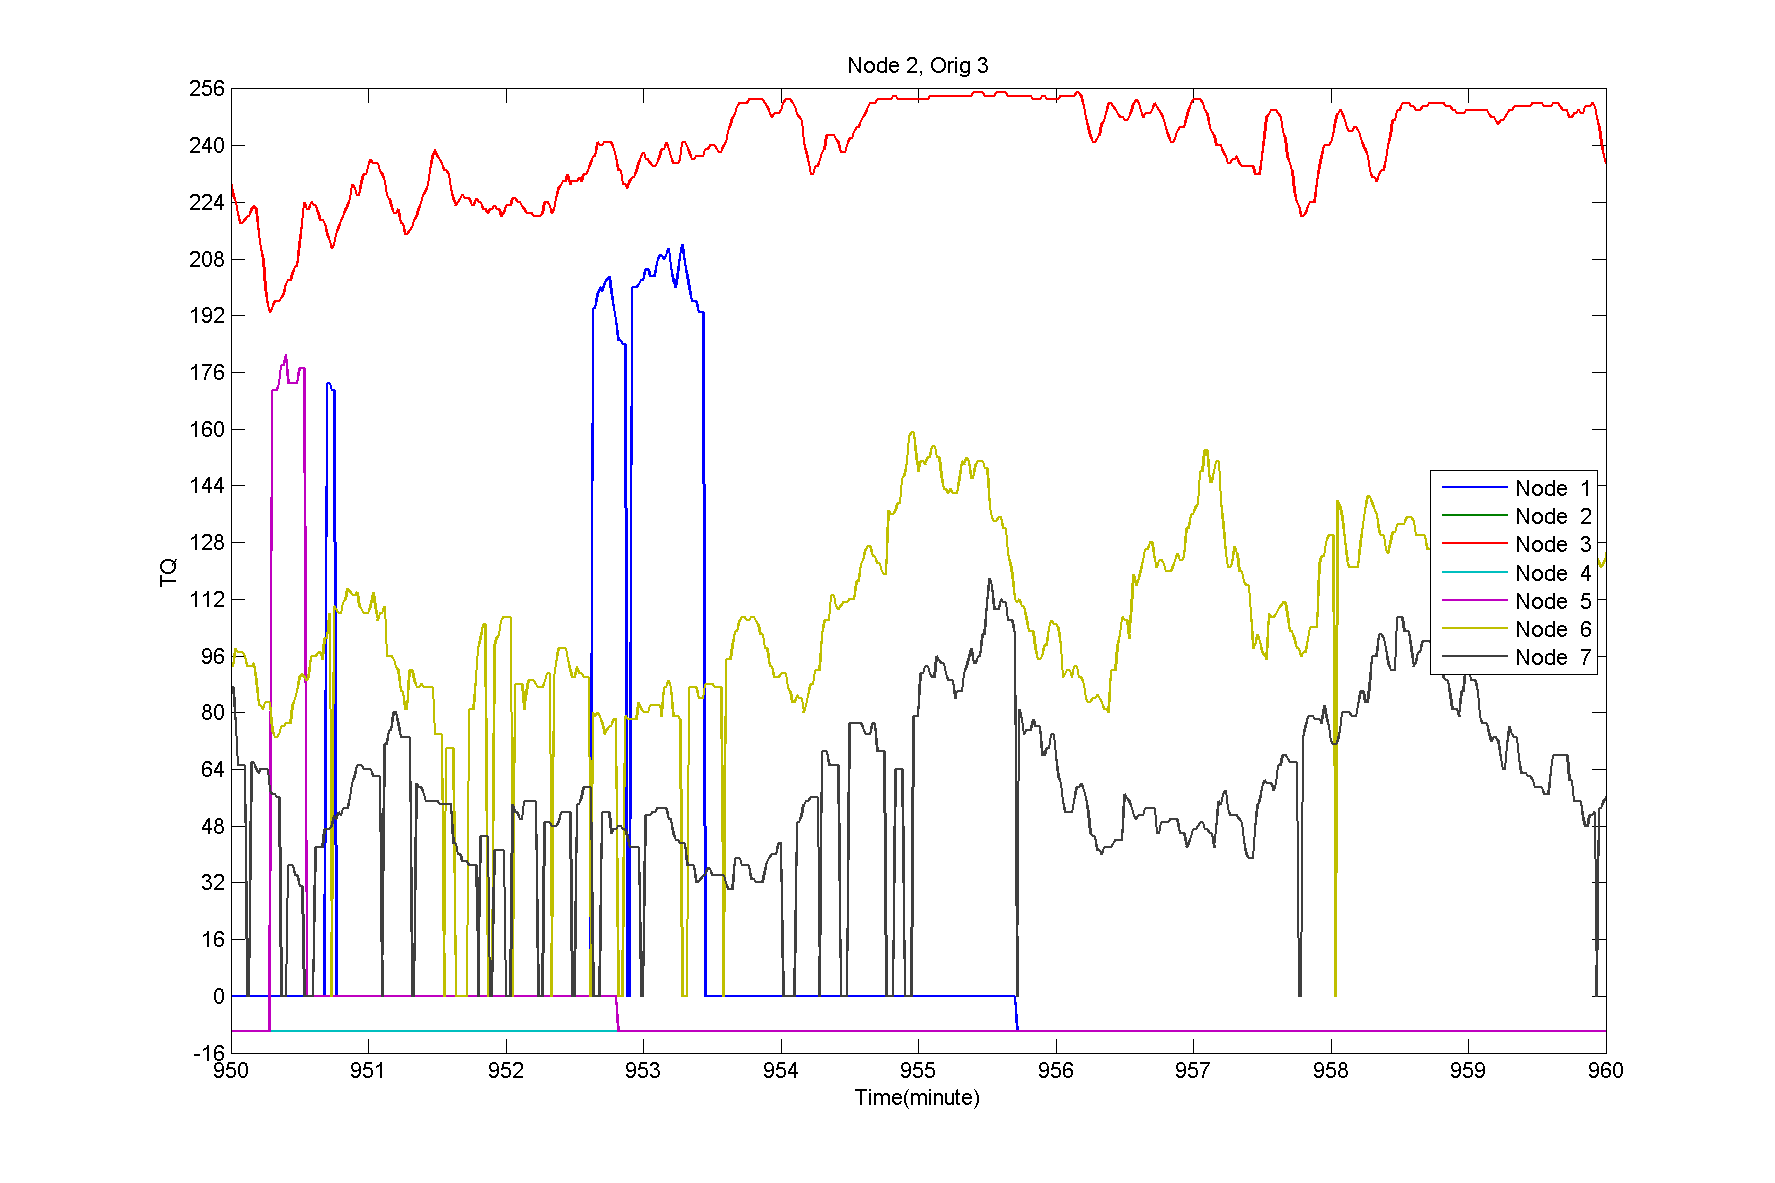 Node 2, Orig 3
256
240
224
208
192
176
160
144
128
112
96
80
64
48
32
16
0
-16
TQ
950 951 952 953 954 955 956 957 958 959 960
Time(minute)
Node 1
Node 2
Node 3
Node 4
Node 5
Node 6
Node 7